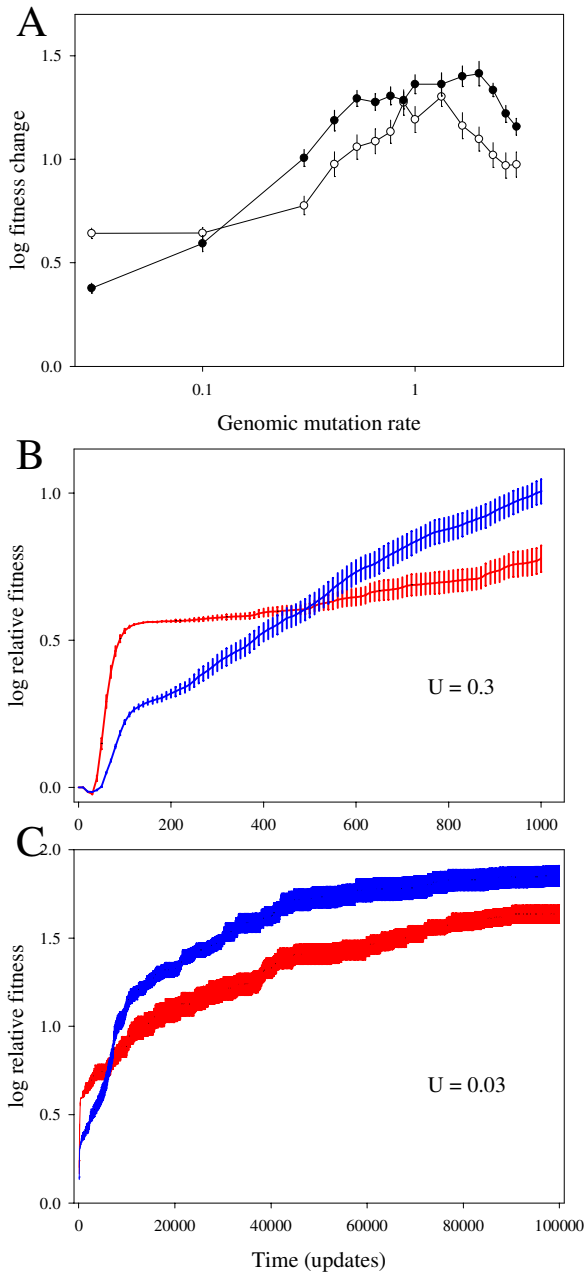 A
1.5
1.0
0.5
0.0
log fitness change
0.1 1
Genomic mutation rate
B
1.0
0.5
0.0
log relative fitness
U = 0.3
0 200 400 600 800 1000
C
2.0
1.5
1.0
0.5
0.0
log relative fitness
U = 0.03
0 20000 40000 60000 80000 100000
Time (updates)